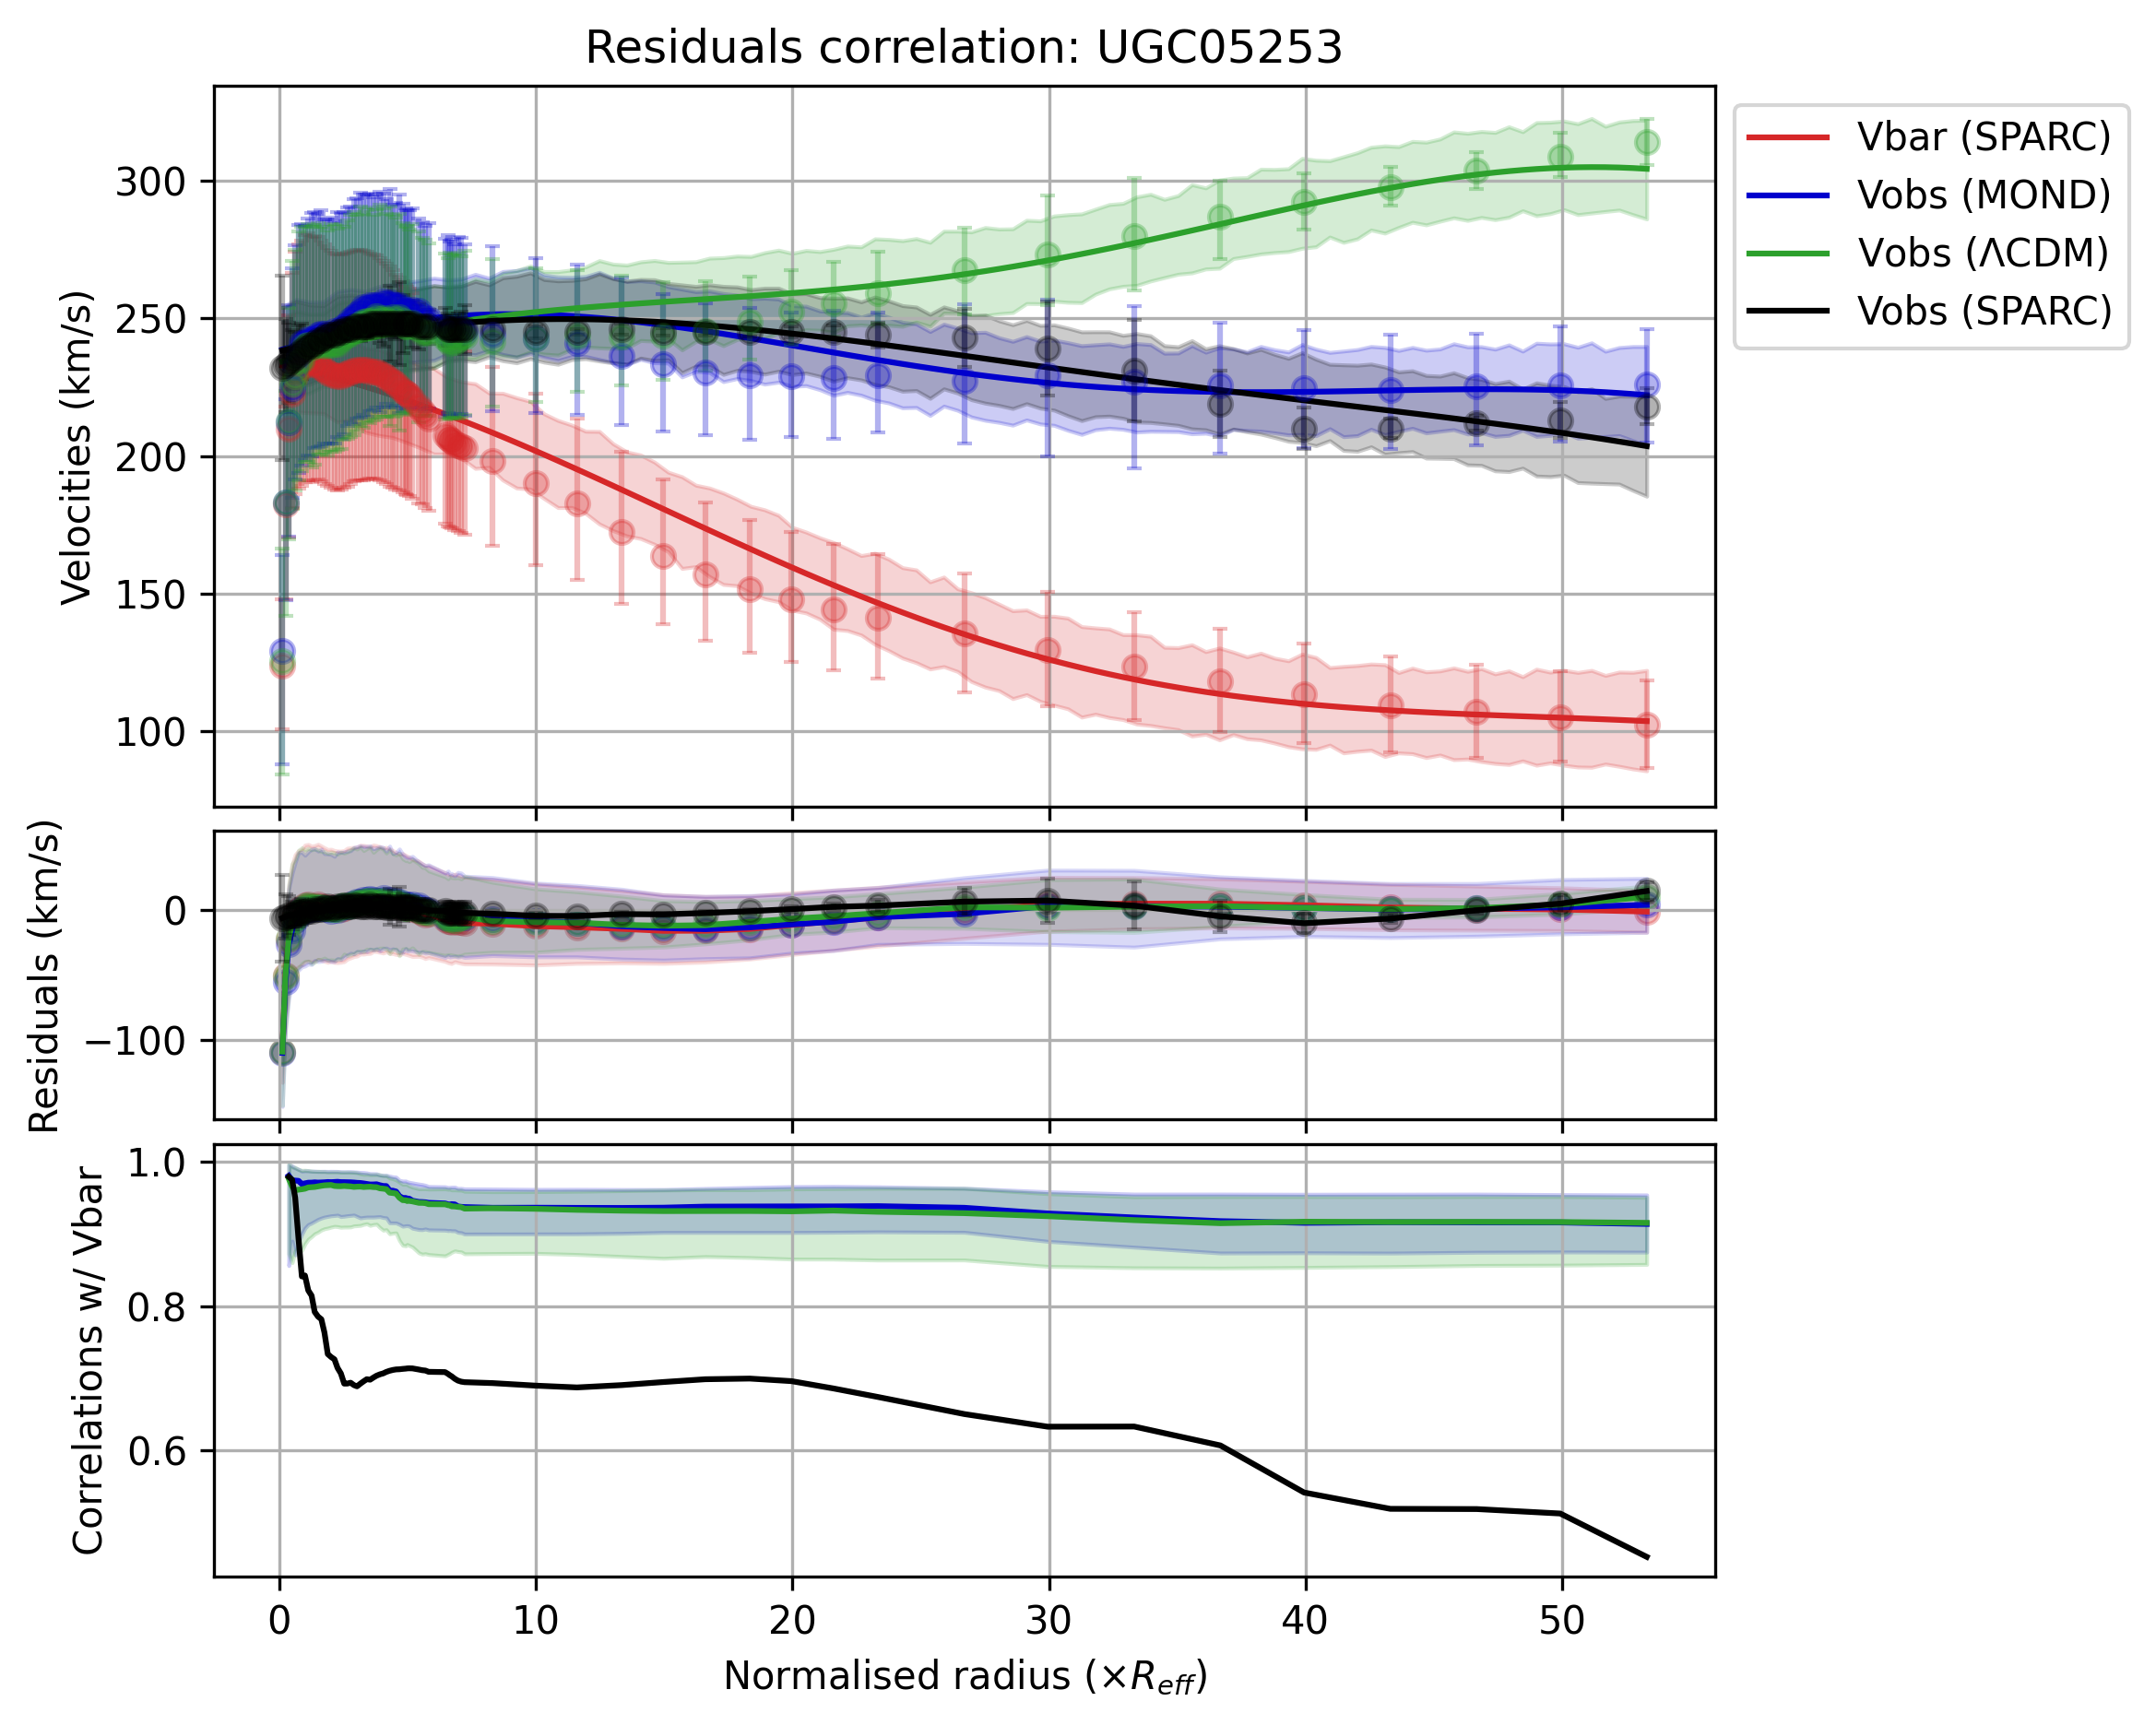 Residuals correlation: UGC05253
Vbar (SPARC)
Vobs (MOND)
Vobs (ΛCDM)
Vobs (SPARC)
Velocities (km/s)
300
250
200
150
100
Residuals (km/s)
0
−100
Correlations w/ Vbar
1.0
0.8
0.6
0 10 20 30 40 50
Normalised radius (×R_eff)